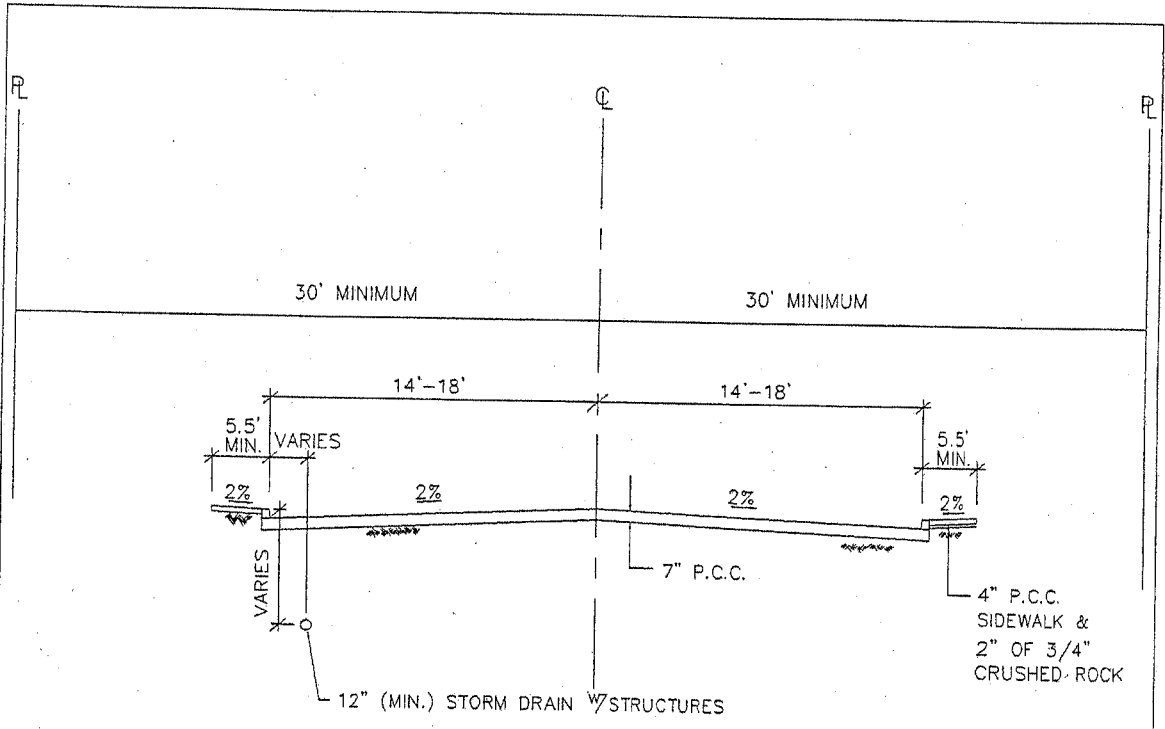 PL
CL
PL
30' MINIMUM
30' MINIMUM
14'-18'
14'-18'
5.5'
MIN.
VARIES
5.5'
MIN.
2%
2%
2%
2%
VARIES
7" P.C.C.
4" P.C.C.
SIDEWALK &
2" OF 3/4"
CRUSHED ROCK
12" (MIN.) STORM DRAIN W/STRUCTURES